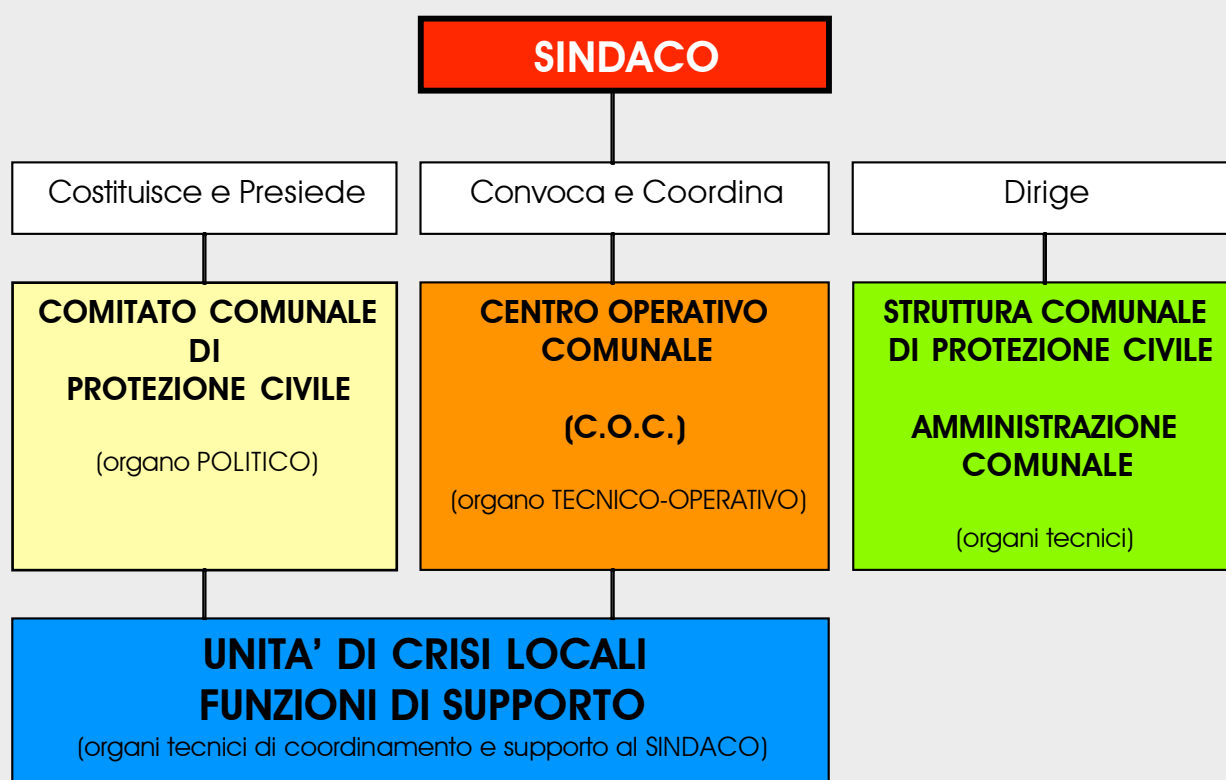 SINDACO
Costituisce e Presiede
Convoca e Coordina
Dirige
COMITATO COMUNALE
DI
PROTEZIONE CIVILE
(organo POLITICO)
CENTRO OPERATIVO
COMUNALE
(C.O.C.)
(organo TECNICO-OPERATIVO)
STRUTTURA COMUNALE
DI PROTEZIONE CIVILE
AMMINISTRAZIONE
COMUNALE
(organi tecnici)
UNITA’ DI CRISI LOCALI
FUNZIONI DI SUPPORTO
(organi tecnici di coordinamento e supporto al SINDACO)